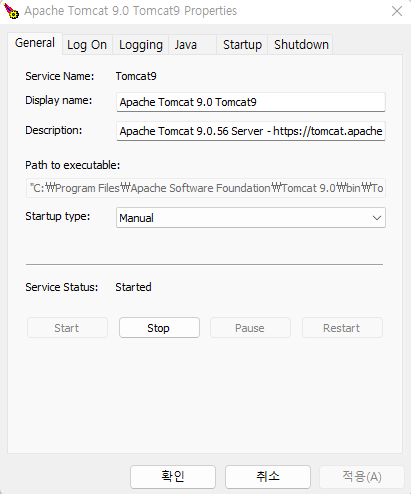 Apache Tomcat 9.0 Tomcat9 Properties
General Log On Logging Java Startup Shutdown
Service Name: Tomcat9
Display name: Apache Tomcat 9.0 Tomcat9
Description: Apache Tomcat 9.0.56 Server - https://tomcat.apache
Path to executable:
"C:₩Program Files₩Apache Software Foundation₩Tomcat 9.0₩bin₩To
Startup type: Manual
Service Status: Started
Start Stop Pause Restart
확인 취소 적용(A)